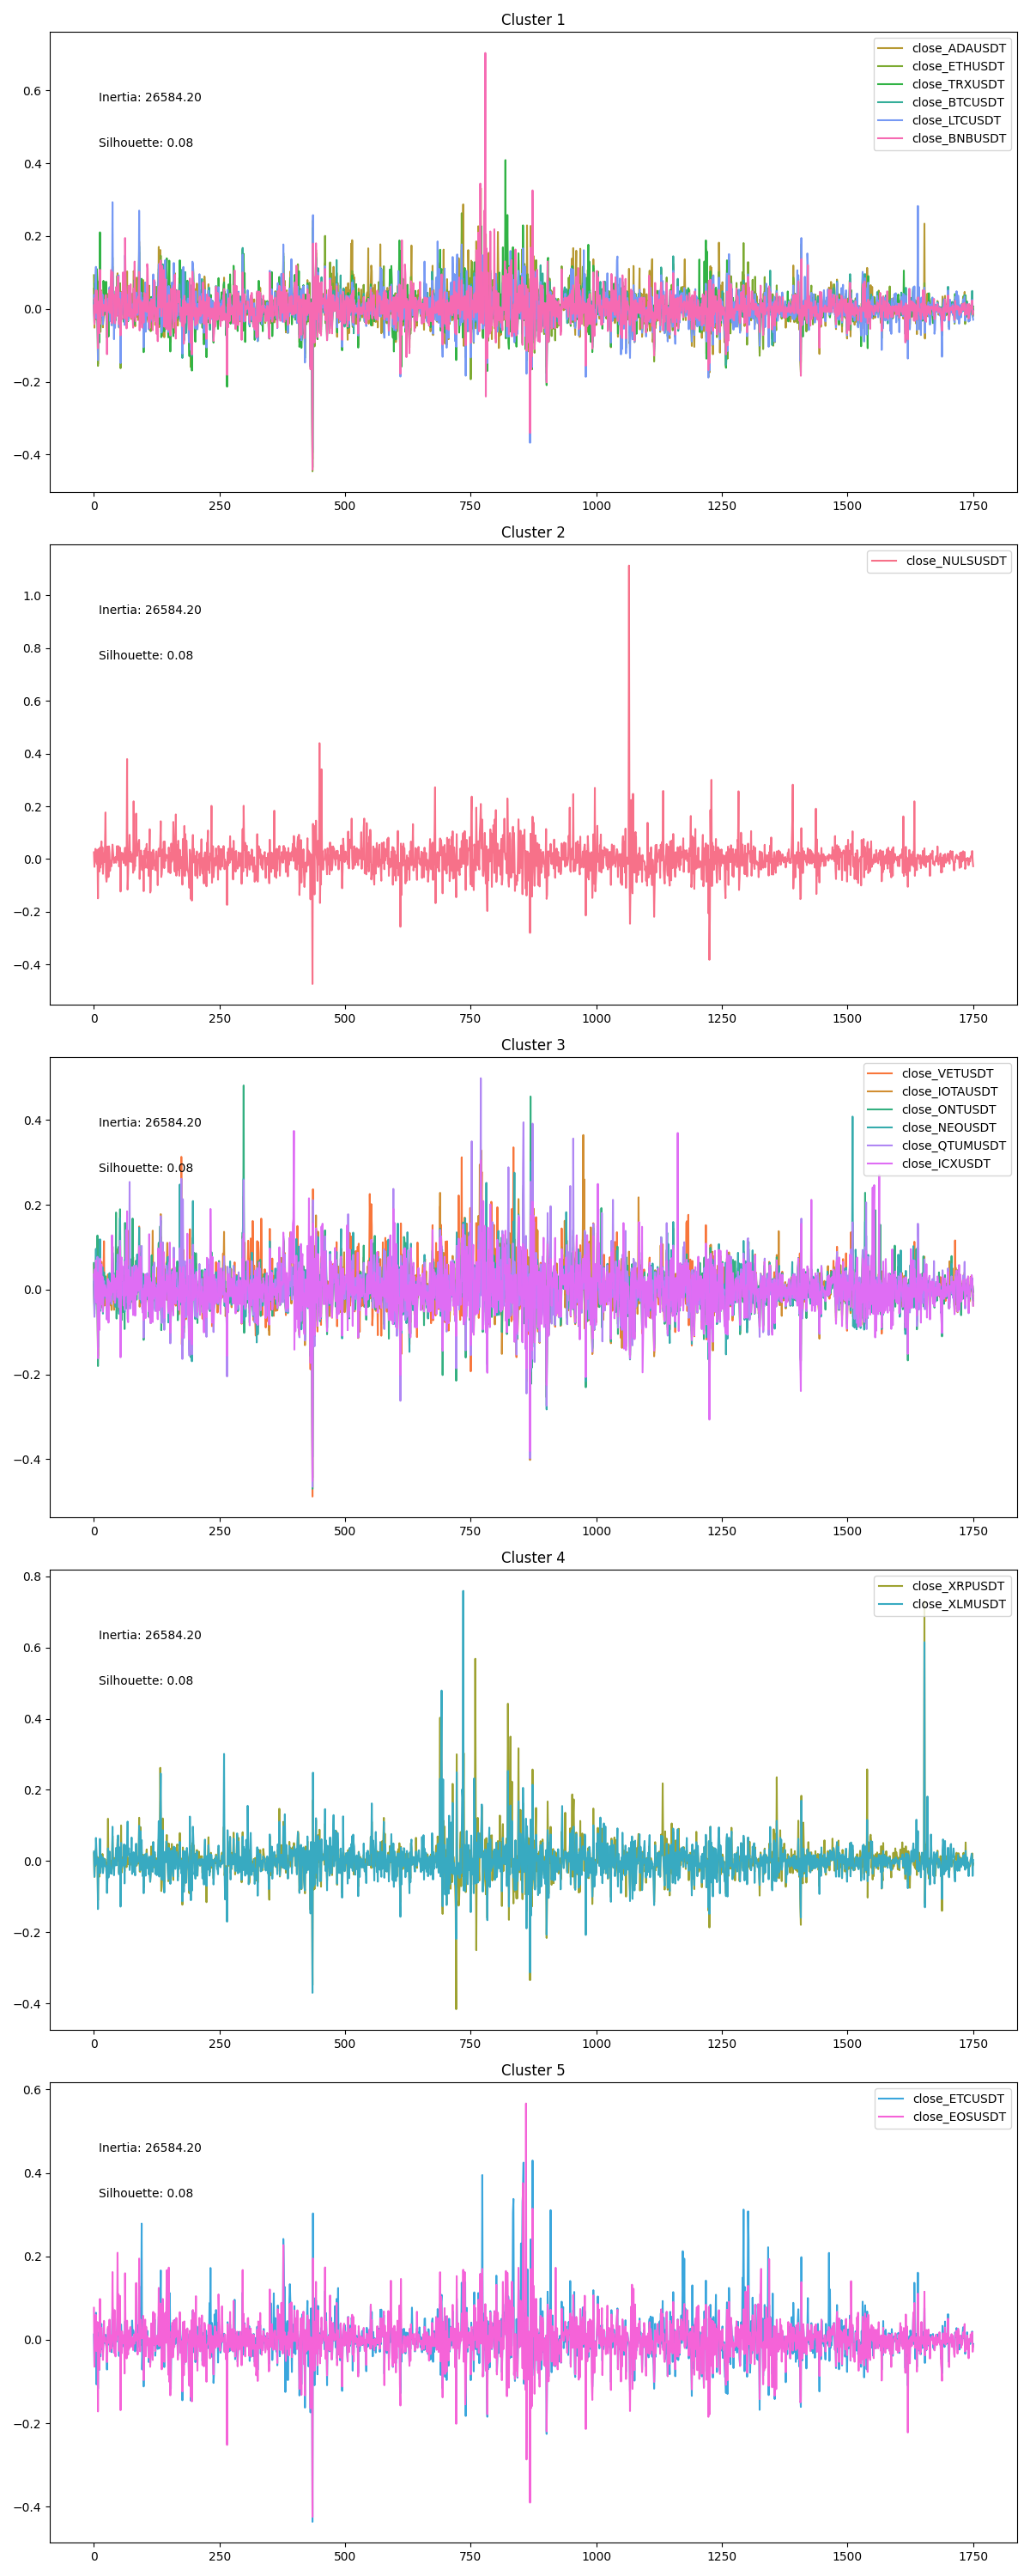 Cluster 1
close_ADAUSDT
close_ETHUSDT
close_TRXUSDT
close_BTCUSDT
close_LTCUSDT
close_BNBUSDT
Inertia: 26584.20
Silhouette: 0.08
0.6
0.4
0.2
0.0
−0.2
−0.4
0 250 500 750 1000 1250 1500 1750
Cluster 2
close_NULSUSDT
Inertia: 26584.20
Silhouette: 0.08
1.0
0.8
0.6
0.4
0.2
0.0
−0.2
−0.4
0 250 500 750 1000 1250 1500 1750
Cluster 3
close_VETUSDT
close_IOTAUSDT
close_ONTUSDT
close_NEOUSDT
close_QTUMUSDT
close_ICXUSDT
Inertia: 26584.20
Silhouette: 0.08
0.4
0.2
0.0
−0.2
−0.4
0 250 500 750 1000 1250 1500 1750
Cluster 4
close_XRPUSDT
close_XLMUSDT
Inertia: 26584.20
Silhouette: 0.08
0.8
0.6
0.4
0.2
0.0
−0.2
−0.4
0 250 500 750 1000 1250 1500 1750
Cluster 5
close_ETCUSDT
close_EOSUSDT
Inertia: 26584.20
Silhouette: 0.08
0.6
0.4
0.2
0.0
−0.2
−0.4
0 250 500 750 1000 1250 1500 1750